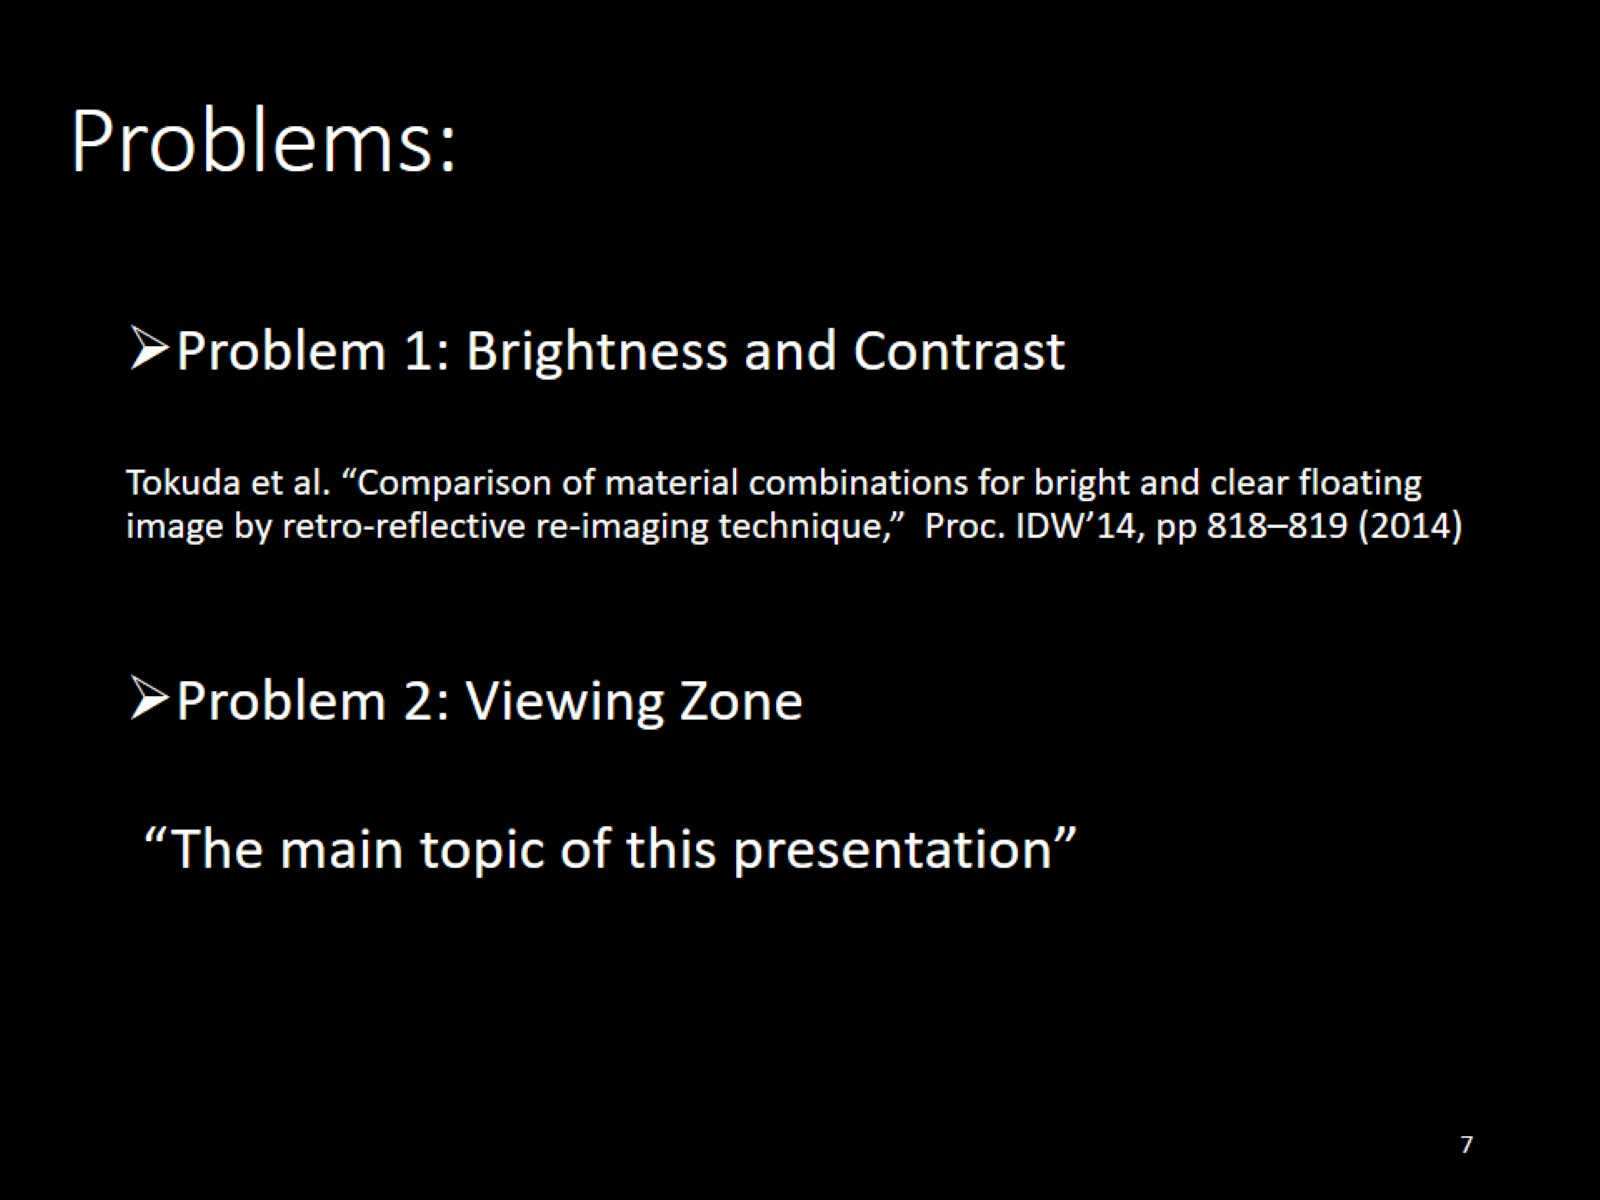 Problems:
➢Problem 1: Brightness and Contrast
Tokuda et al. “Comparison of material combinations for bright and clear floating
image by retro-reflective re-imaging technique,”  Proc. IDW’14, pp 818–819 (2014)
➢Problem 2: Viewing Zone
“The main topic of this presentation”
7